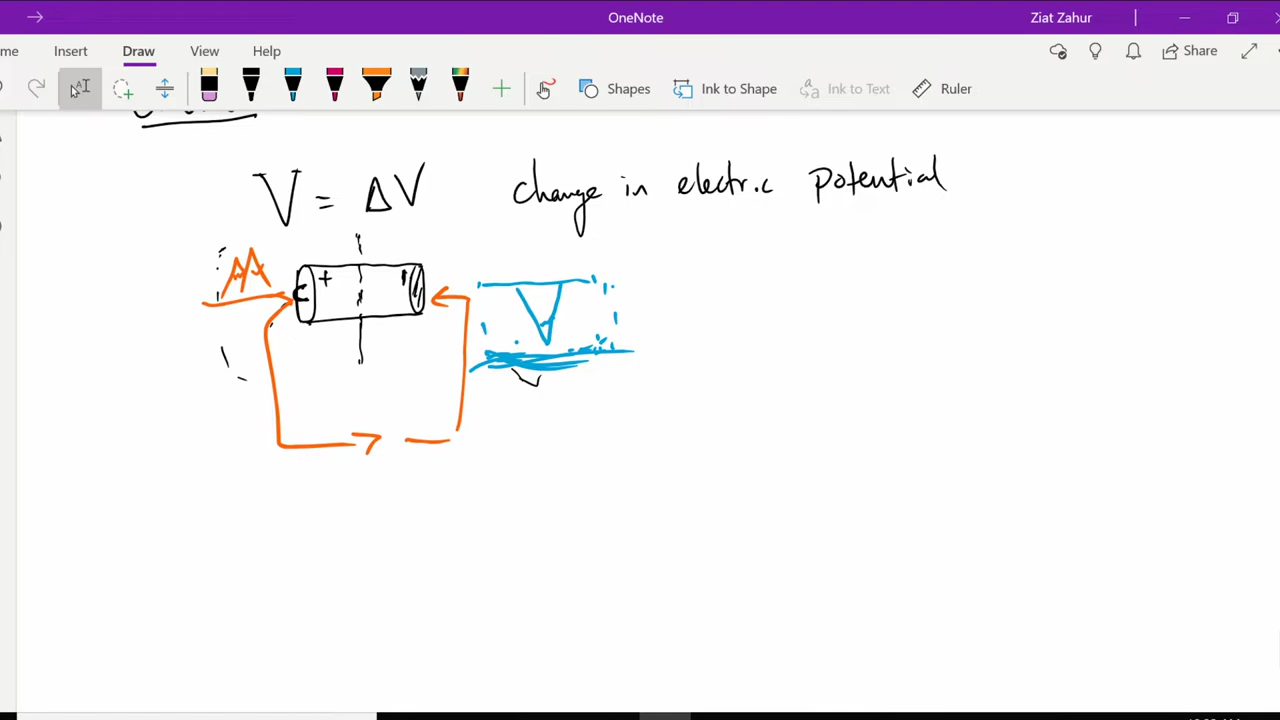 OneNote
Ziat Zahur
Insert Draw View Help
Share
Shapes
Ink to Shape
Ink to Text
Ruler
V = ΔV change in electric potential
+
V